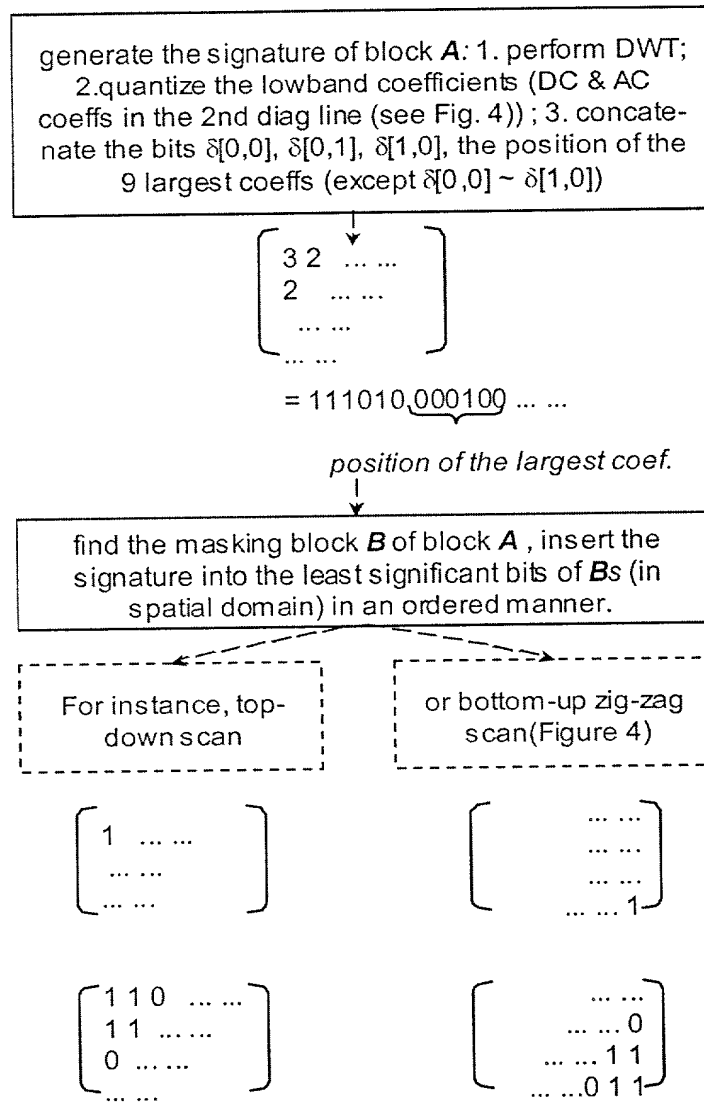 generate the signature of block A: 1. perform DWT;
2.quantize the lowband coefficients (DC & AC
coeffs in the 2nd diag line (see Fig. 4)) ; 3. concate-
nate the bits δ[0,0], δ[0,1], δ[1,0], the position of the
9 largest coeffs (except δ[0,0] ~ δ[1,0])
3 2 ... ...
2 ... ...
... ...
... ...
= 111010,000100 ... ...
position of the largest coef.
find the masking block B of block A , insert the
signature into the least significant bits of Bs (in
spatial domain) in an ordered manner.
For instance, top-
down scan
or bottom-up zig-zag
scan(Figure 4)
1 ... ...
... ...
... ...
... ...
... ...
... ...
... ... 1
1 1 0 ... ...
1 1 ... ...
0 ... ...
... ...
... ...
... ... 0
... ... 1 1
... ...0 1 1